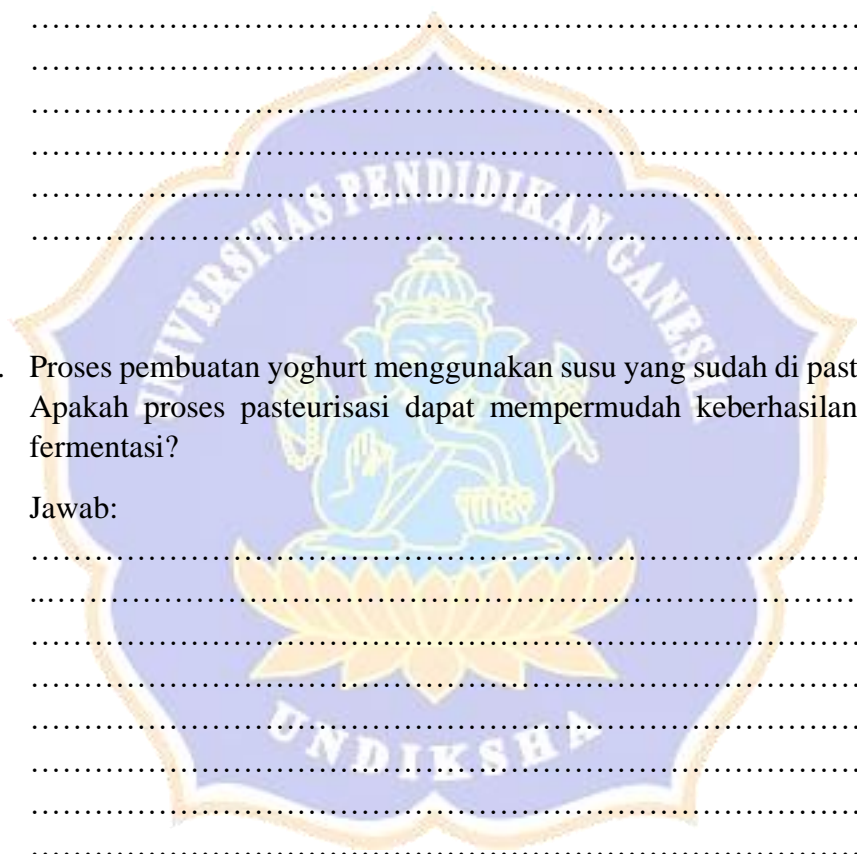 ……………………………………………………………………
……………………………………………………………………
……………………………………………………………………
……………………………………………………………………
……………………………………………………………………
……………………………………………………………………
UNIVERSITAS PENDIDIKAN GANESHA
. Proses pembuatan yoghurt menggunakan susu yang sudah di past
Apakah proses pasteurisasi dapat mempermudah keberhasilan
fermentasi?
Jawab:
……………………………………………………………………
..…………………………………………………………………
……………………………………………………………………
……………………………………………………………………
……………………………………………………………………
……………………………………………………………………
……………………………………………………………………
……………………………………………………………………
UNDIKSHA